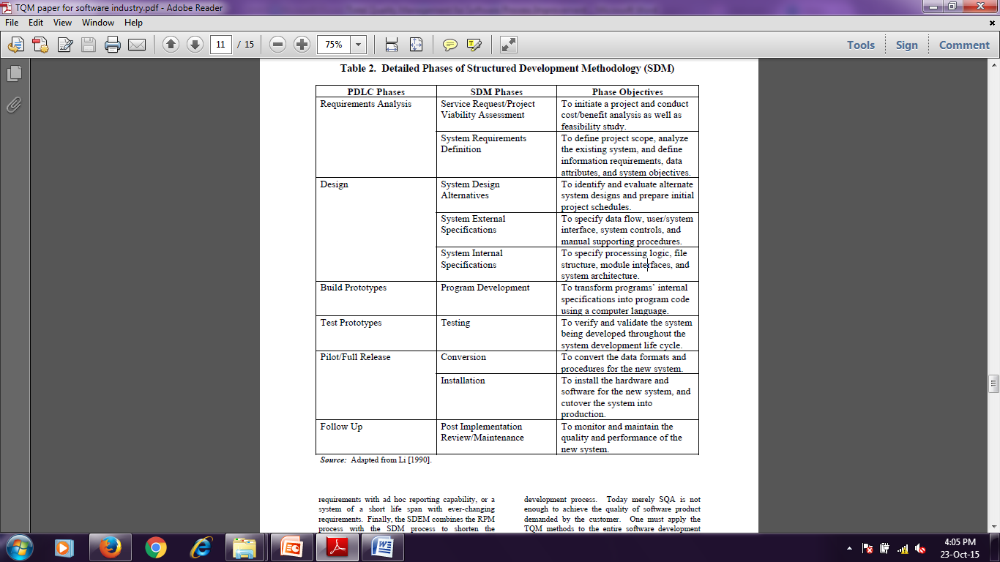 TQM paper for software industry.pdf - Adobe Reader
File Edit View Window Help
11 / 15 75% Tools Sign Comment
Table 2. Detailed Phases of Structured Development Methodology (SDM)
PDLC Phases SDM Phases Phase Objectives
Requirements Analysis Service Request/Project To initiate a project and conduct
Viability Assessment cost/benefit analysis as well as
feasibility study.
System Requirements To define project scope, analyze
Definition the existing system, and define
information requirements, data
attributes, and system objectives.
Design System Design To identify and evaluate alternate
Alternatives system designs and prepare initial
project schedules.
System External To specify data flow, user/system
Specifications interface, system controls, and
manual supporting procedures.
System Internal To specify processing logic, file
Specifications structure, module interfaces, and
system architecture.
Build Prototypes Program Development To transform programs’ internal
specifications into program code
using a computer language.
Test Prototypes Testing To verify and validate the system
being developed throughout the
system development life cycle.
Pilot/Full Release Conversion To convert the data formats and
procedures for the new system.
Installation To install the hardware and
software for the new system, and
cutover the system into
production.
Follow Up Post Implementation To monitor and maintain the
Review/Maintenance quality and performance of the
new system.
Source: Adapted from Li [1990].
requirements with ad hoc reporting capability, or a
system of a short life span with ever-changing
requirements. Finally, the SDEM combines the RPM
process with the SDM process to shorten the
development process. Today merely SQA is not
enough to achieve the quality of software product
demanded by the customer. One must apply the
TQM methods to the entire software development
4:05 PM
23-Oct-15